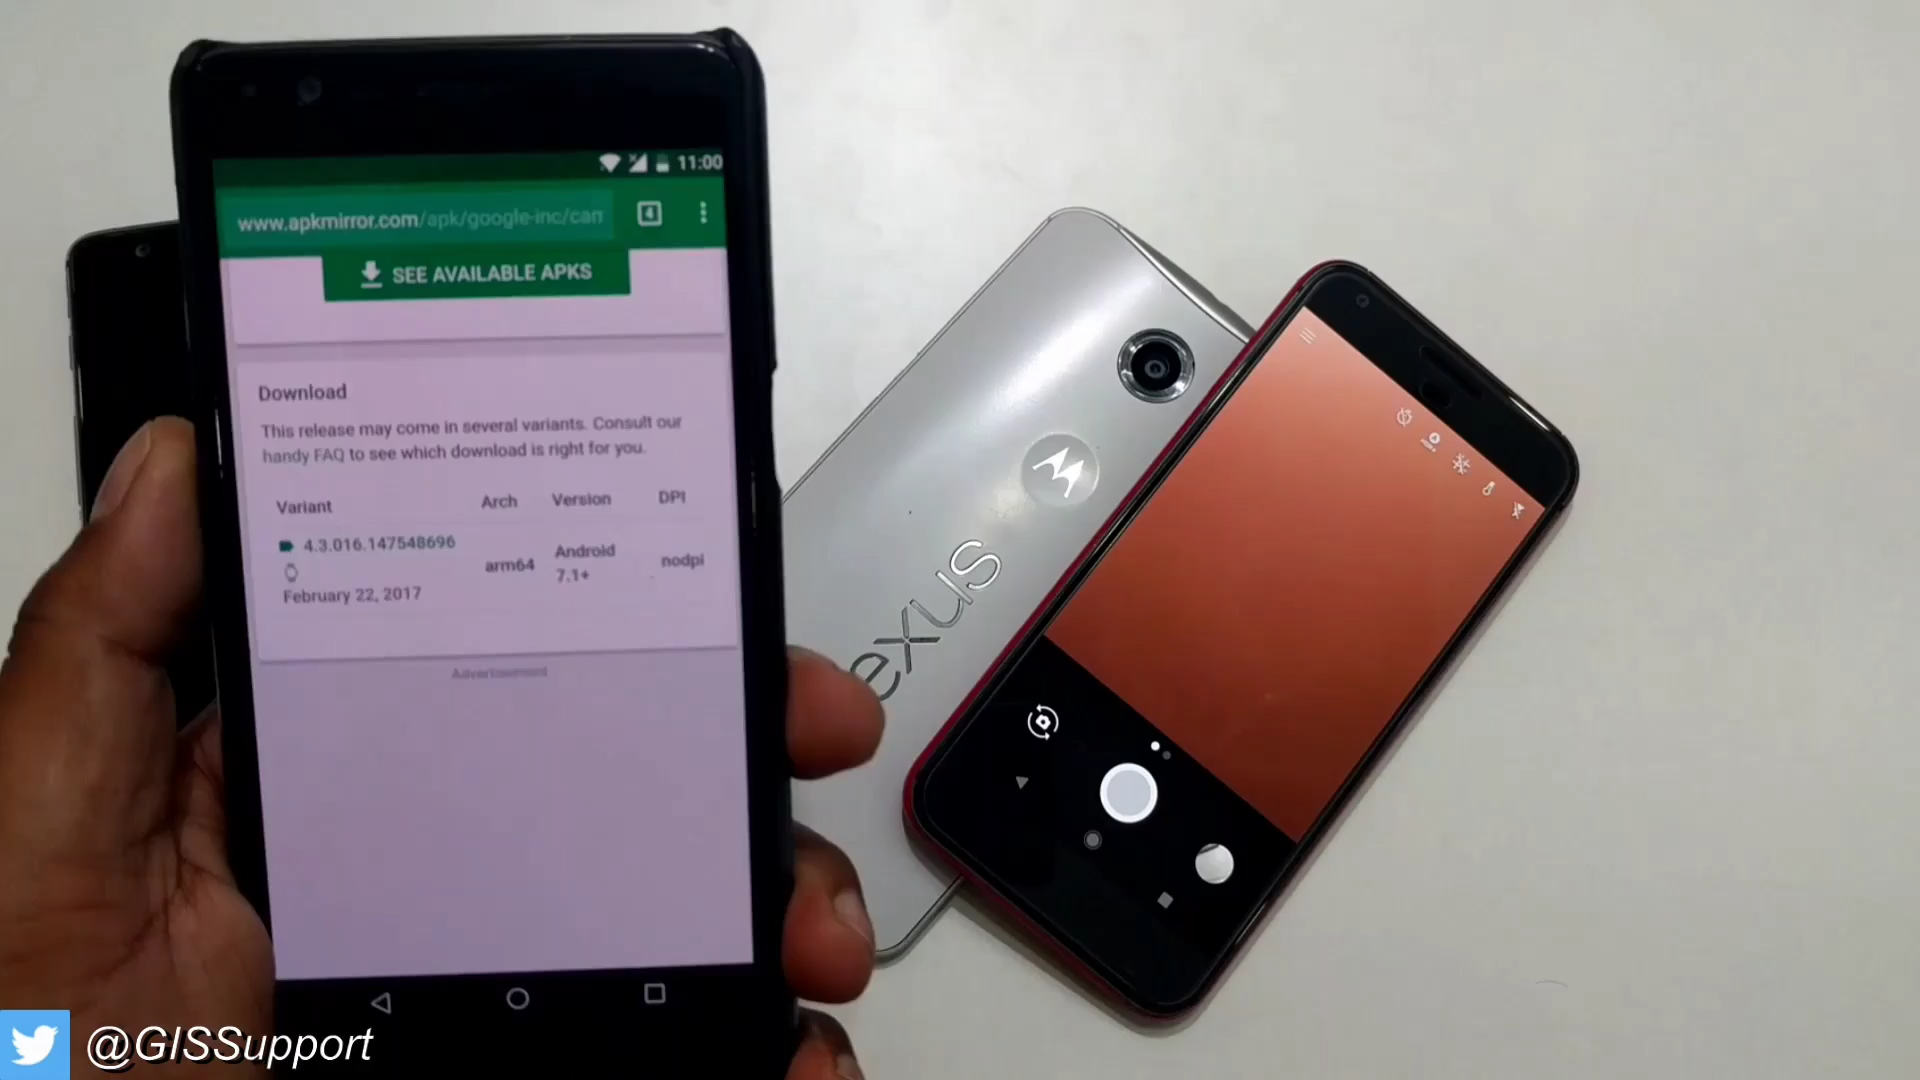 11:00
www.apkmirror.com/apk/google-inc/cam
4
SEE AVAILABLE APKS
Download
This release may come in several variants. Consult our
handy FAQ to see which download is right for you.
Variant Arch Version DPI
4.3.016.147548696
arm64 Android
7.1+
nodpi
February 22, 2017
Advertisement
exus
@GISSupport